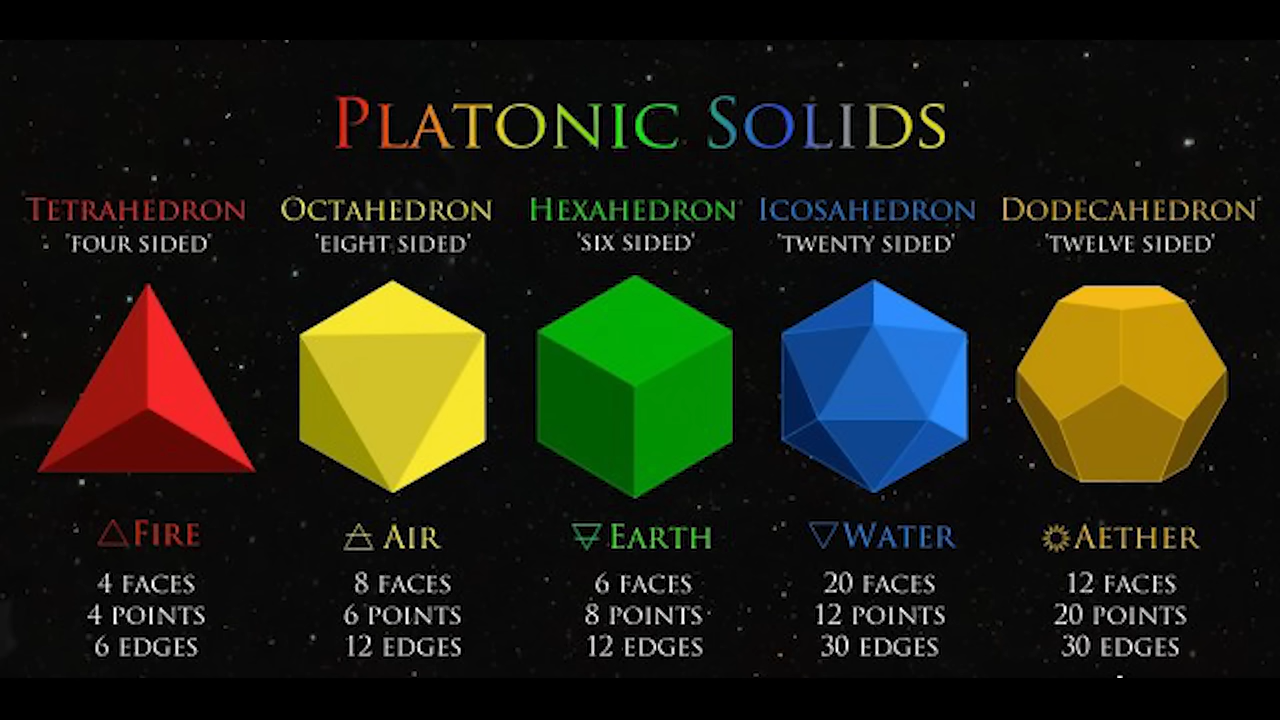 PLATONIC SOLIDS
TETRAHEDRON
'FOUR SIDED'
OCTAHEDRON
'EIGHT SIDED'
HEXAHEDRON
'SIX SIDED'
ICOSAHEDRON
'TWENTY SIDED'
DODECAHEDRON
'TWELVE SIDED'
FIRE
4 FACES
4 POINTS
6 EDGES
AIR
8 FACES
6 POINTS
12 EDGES
EARTH
6 FACES
8 POINTS
12 EDGES
WATER
20 FACES
12 POINTS
30 EDGES
AETHER
12 FACES
20 POINTS
30 EDGES